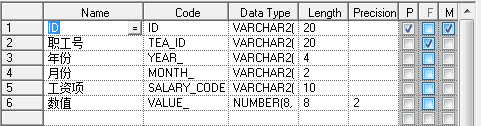 Name Code Data Type Length Precision P F M
1 ID = ID VARCHAR2( 20
2 职工号 TEA_ID VARCHAR2( 20
3 年份 YEAR_ VARCHAR2( 4
4 月份 MONTH_ VARCHAR2( 2
5 工资项 SALARY_CODE VARCHAR2( 10
6 数值 VALUE_ NUMBER(8, 8 2